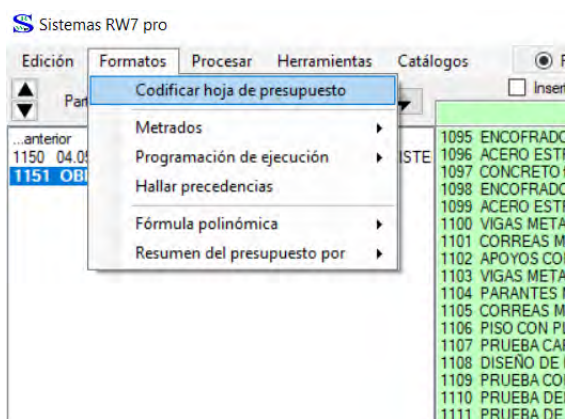 Sistemas RW7 pro
Edición Formatos Procesar Herramientas Catálogos
Inser
Codificar hoja de presupuesto
Metrados
Programación de ejecución
Hallar precedencias
Fórmula polinómica
Resumen del presupuesto por
...anterior
1150 04.05 ISTE
1151 OB
1095 ENCOFRADO
1096 ACERO ESTR
1097 CONCRETO
1098 ENCOFRADO
1099 ACERO ESTR
1100 VIGAS META
1101 CORREAS M
1102 APOYOS CO
1103 VIGAS META
1104 PARANTES
1105 CORREAS M
1106 PISO CON P
1107 PRUEBA CA
1108 DISEÑO DE
1109 PRUEBA CO
1110 PRUEBA DE
1111 PRUEBA DE